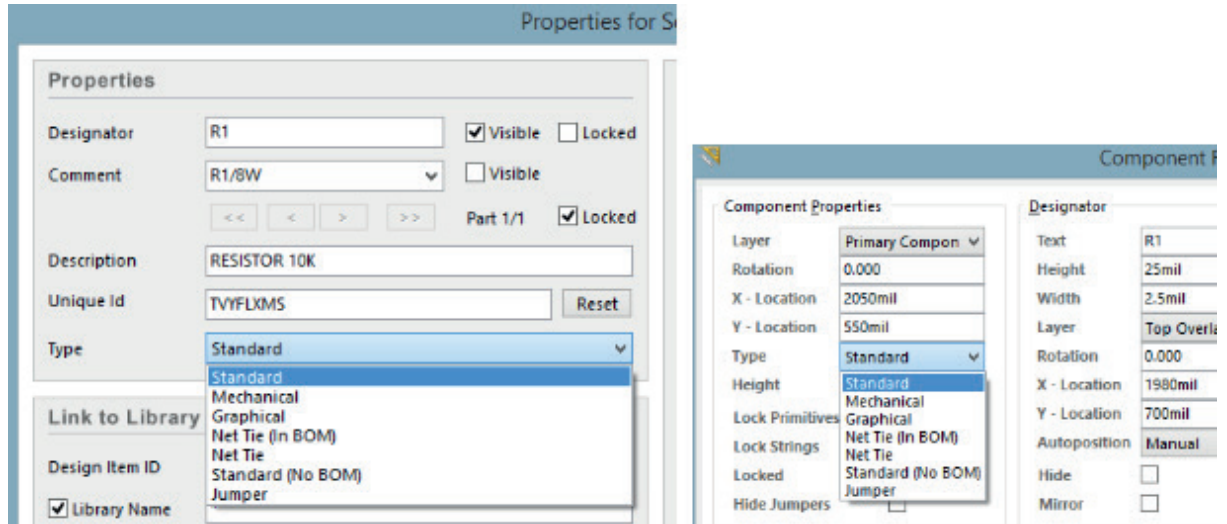 Properties for S
Properties
Designator R1 Visible Locked
Comment R1/8W Visible
<< < > >> Part 1/1 Locked
Description RESISTOR 10K
Unique Id TVYFLXMS Reset
Type Standard
Standard
Mechanical
Graphical
Net Tie (In BOM)
Net Tie
Standard (No BOM)
Jumper
Link to Library
Design Item ID
Library Name
Component
Component Properties
Layer Primary Compon
Rotation 0.000
X - Location 2050mil
Y - Location 550mil
Type Standard
Standard
Mechanical
Graphical
Net Tie (In BOM)
Net Tie
Standard (No BOM)
Jumper
Height
Lock Primitives
Lock Strings
Locked
Hide Jumpers
Designator
Text R1
Height 25mil
Width 2.5mil
Layer Top Overla
Rotation 0.000
X - Location 1980mil
Y - Location 700mil
Autoposition Manual
Hide
Mirror